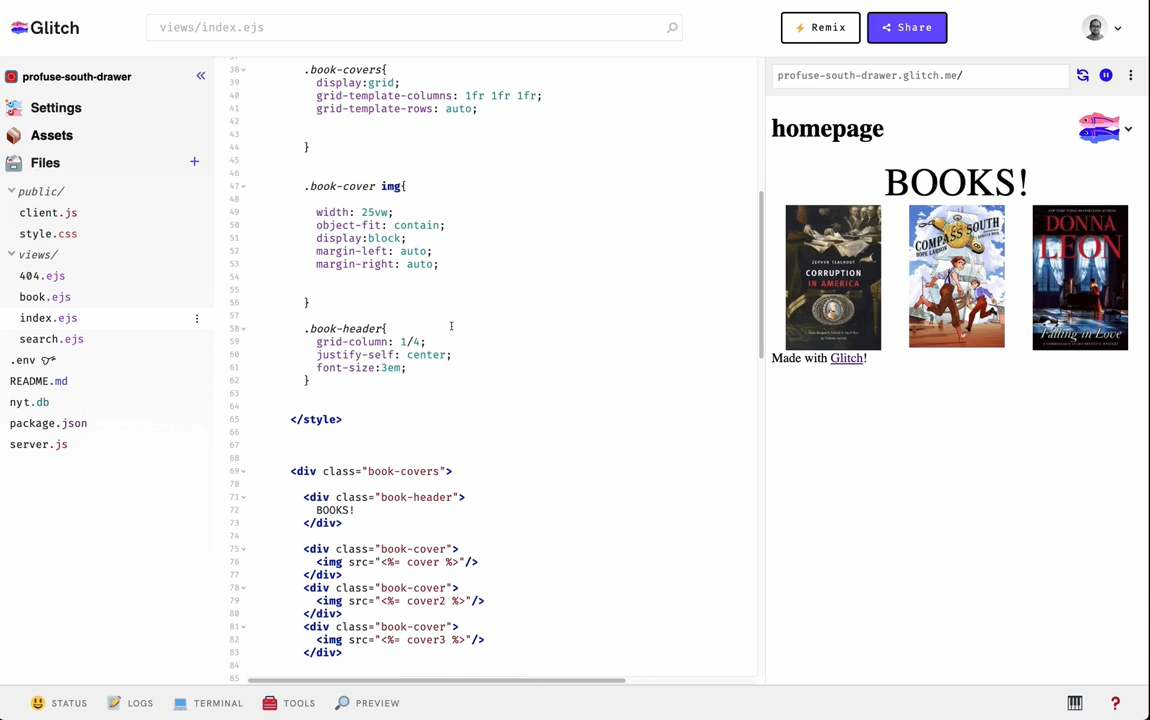 Glitch
views/index.ejs
⚡ Remix
Share
profuse-south-drawer
Settings
Assets
Files
+
public/
client.js
style.css
views/
404.ejs
book.ejs
index.ejs
search.ejs
.env
README.md
nyt.db
package.json
server.js
38 .book-covers{
39 display:grid;
40 grid-template-columns: 1fr 1fr 1fr;
41 grid-template-rows: auto;
42
43
44 }
45
46
47 .book-cover img{
48
49 width: 25vw;
50 object-fit: contain;
51 display:block;
52 margin-left: auto;
53 margin-right: auto;
54
55
56 }
57
58 .book-header{
59 grid-column: 1/4;
60 justify-self: center;
61 font-size:3em;
62 }
63
64
65 </style>
66
67
68
69 <div class="book-covers">
70
71 <div class="book-header">
72 BOOKS!
73 </div>
74
75 <div class="book-cover">
76 <img src="<%= cover %>"/>
77 </div>
78 <div class="book-cover">
79 <img src="<%= cover2 %>"/>
80 </div>
81 <div class="book-cover">
82 <img src="<%= cover3 %>"/>
83 </div>
84
85
profuse-south-drawer.glitch.me/
homepage
BOOKS!
ZEPHYR TEACHOUT
CORRUPTION
IN AMERICA
COMPASS SOUTH
HOPE LARSON
DONNA
LEON
Falling in Love
Made with Glitch!
STATUS
LOGS
TERMINAL
TOOLS
PREVIEW
?